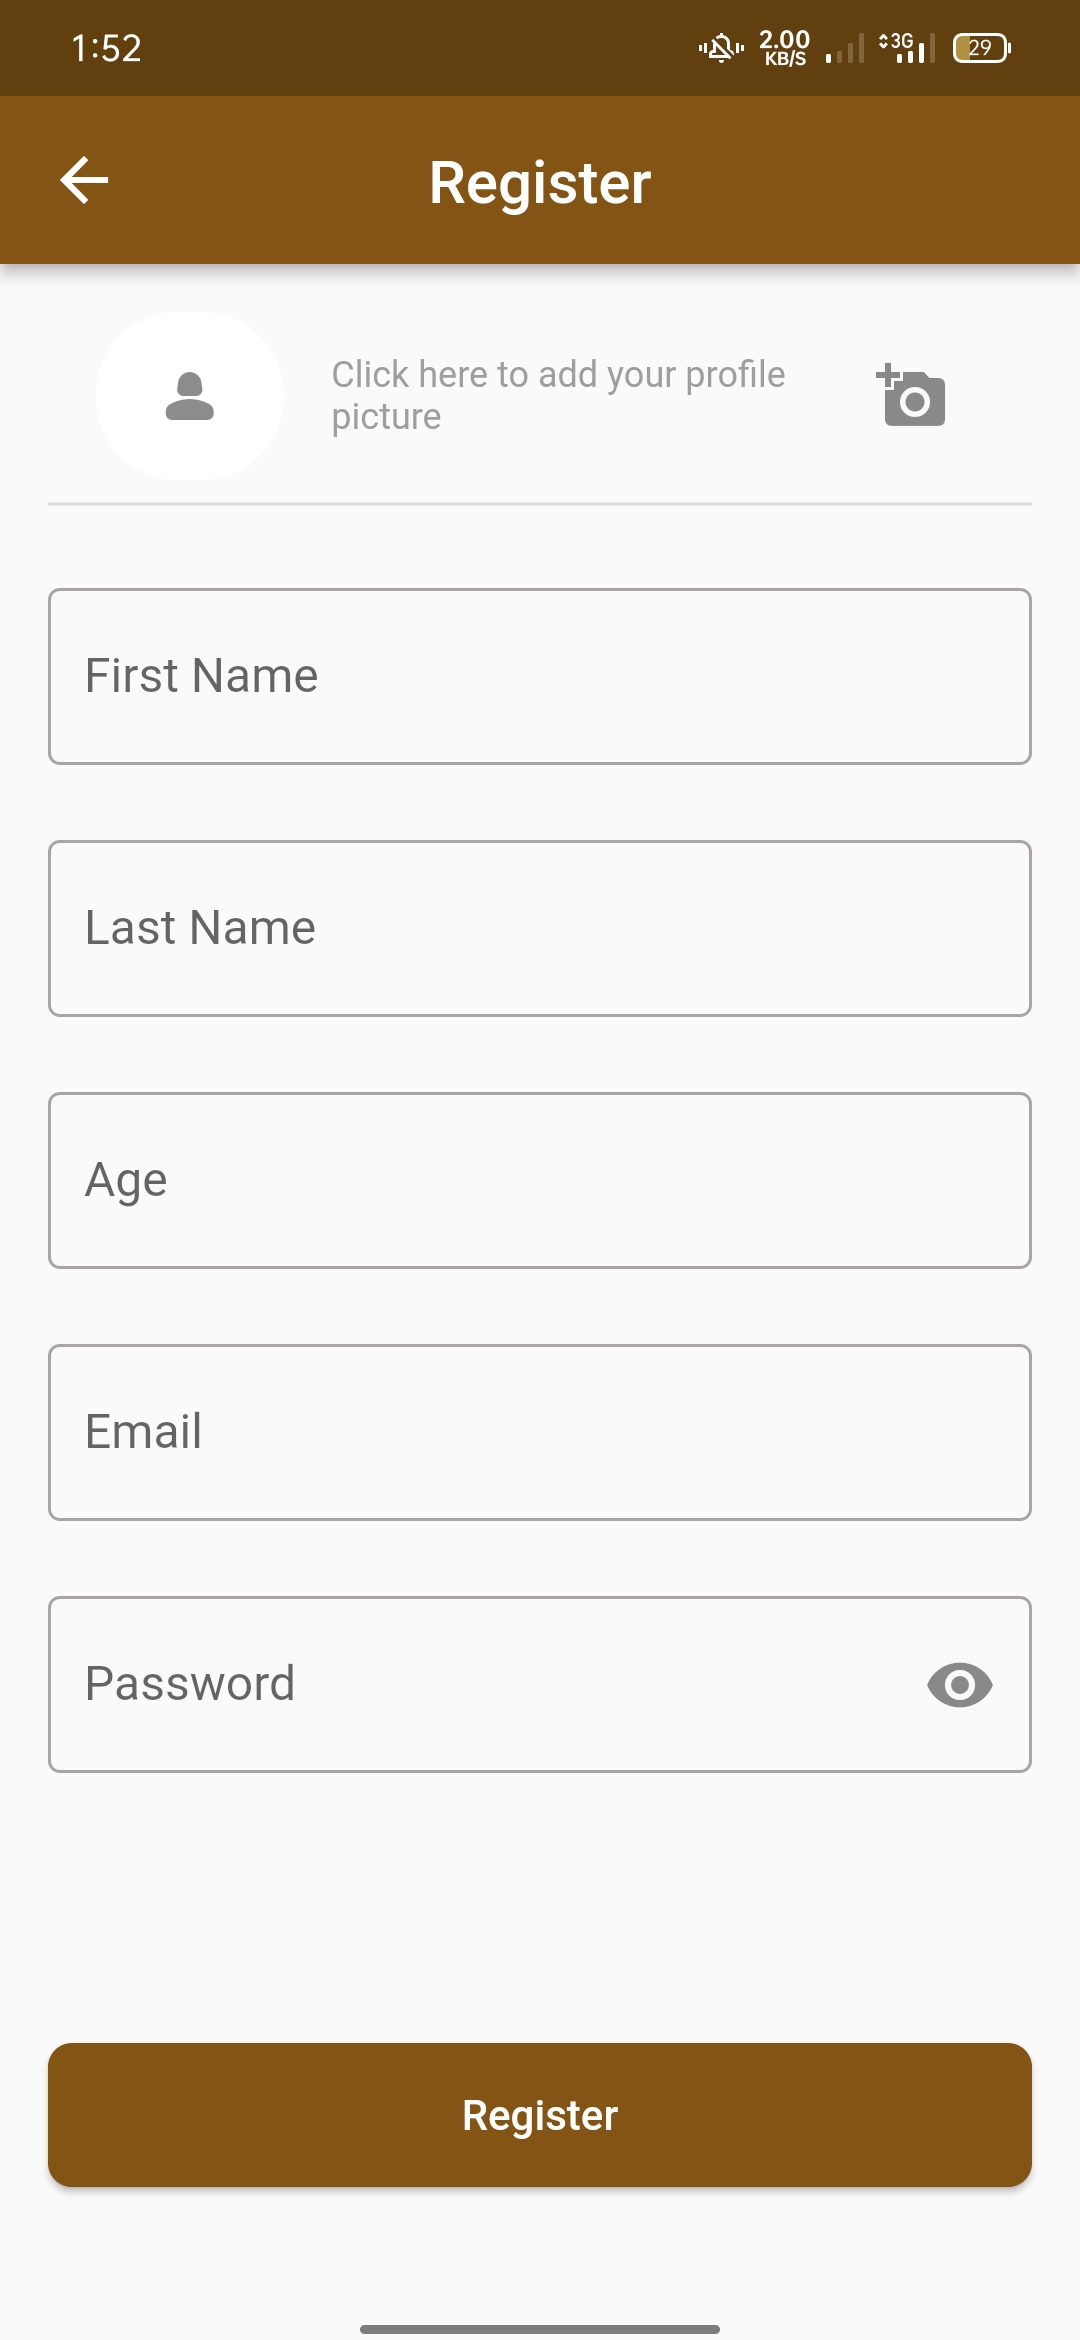 1:52
2.00
KB/S
3G
29
Register
Click here to add your profile
picture
First Name
Last Name
Age
Email
Password
Register